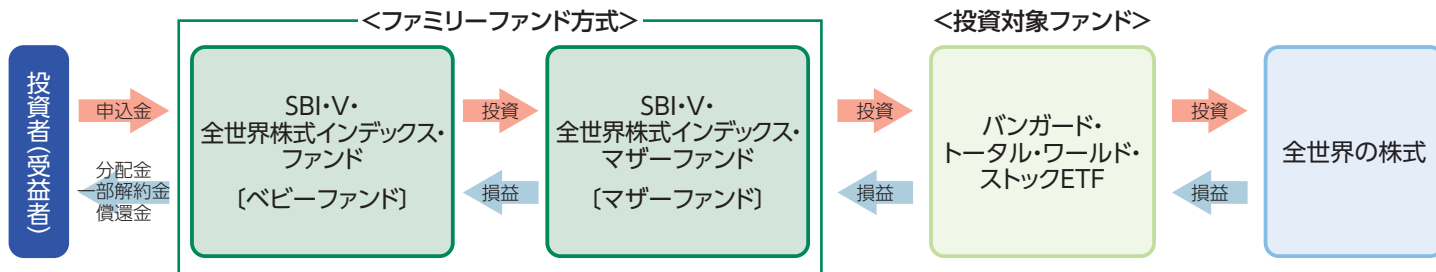 <ファミリーファンド方式>
<投資対象ファンド>
投資者(受益者)
申込金
分配金
一部解約金
償還金
SBI・V・
全世界株式インデックス・
ファンド
〔ベビーファンド〕
投資
損益
SBI・V・
全世界株式インデックス・
マザーファンド
〔マザーファンド〕
投資
損益
バンガード・
トータル・ワールド・
ストックETF
投資
損益
全世界の株式